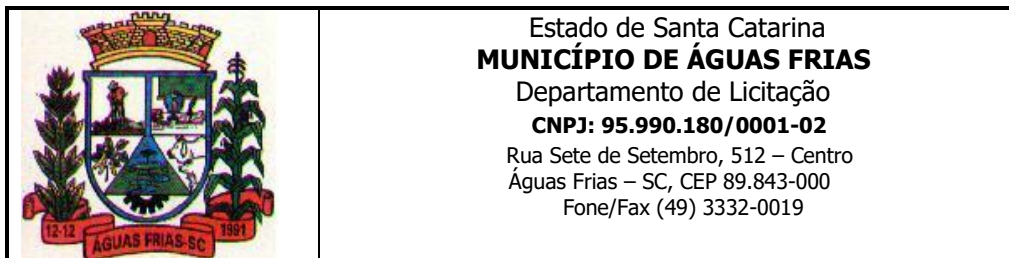 Estado de Santa Catarina
MUNICÍPIO DE ÁGUAS FRIAS
Departamento de Licitação
CNPJ: 95.990.180/0001-02
Rua Sete de Setembro, 512 – Centro
Águas Frias – SC, CEP 89.843-000
Fone/Fax (49) 3332-0019
12-12
ÁGUAS FRIAS-SC
1991